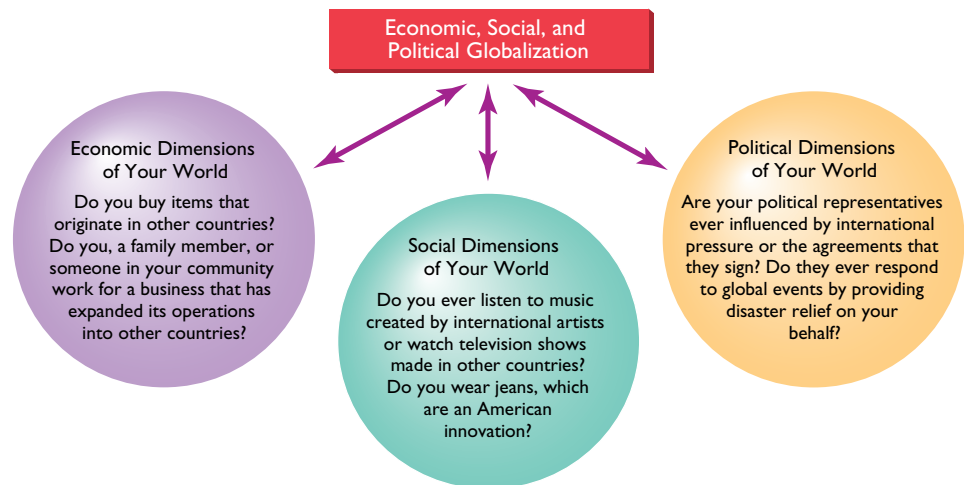 Economic, Social, and
Political Globalization
Economic Dimensions
of Your World
Do you buy items that
originate in other countries?
Do you, a family member, or
someone in your community
work for a business that has
expanded its operations
into other countries?
Social Dimensions
of Your World
Do you ever listen to music
created by international artists
or watch television shows
made in other countries?
Do you wear jeans, which
are an American
innovation?
Political Dimensions
of Your World
Are your political representatives
ever influenced by international
pressure or the agreements that
they sign? Do they ever respond
to global events by providing
disaster relief on your
behalf?